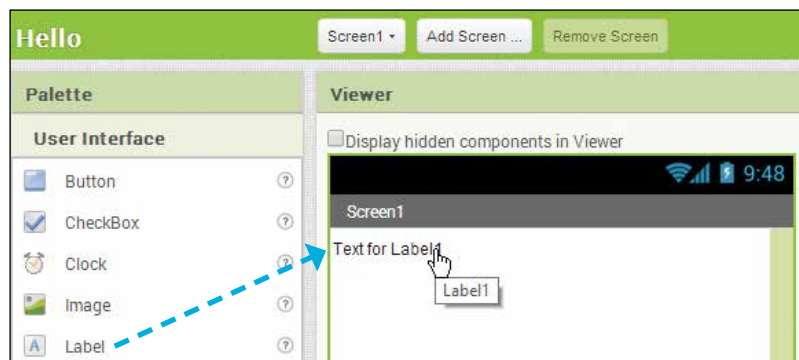 Hello
Screen1
Add Screen ...
Remove Screen
Palette
Viewer
User Interface
Display hidden components in Viewer
Button
?
9:48
CheckBox
?
Screen1
Clock
?
Text for Label1
Label1
Image
?
Label
?